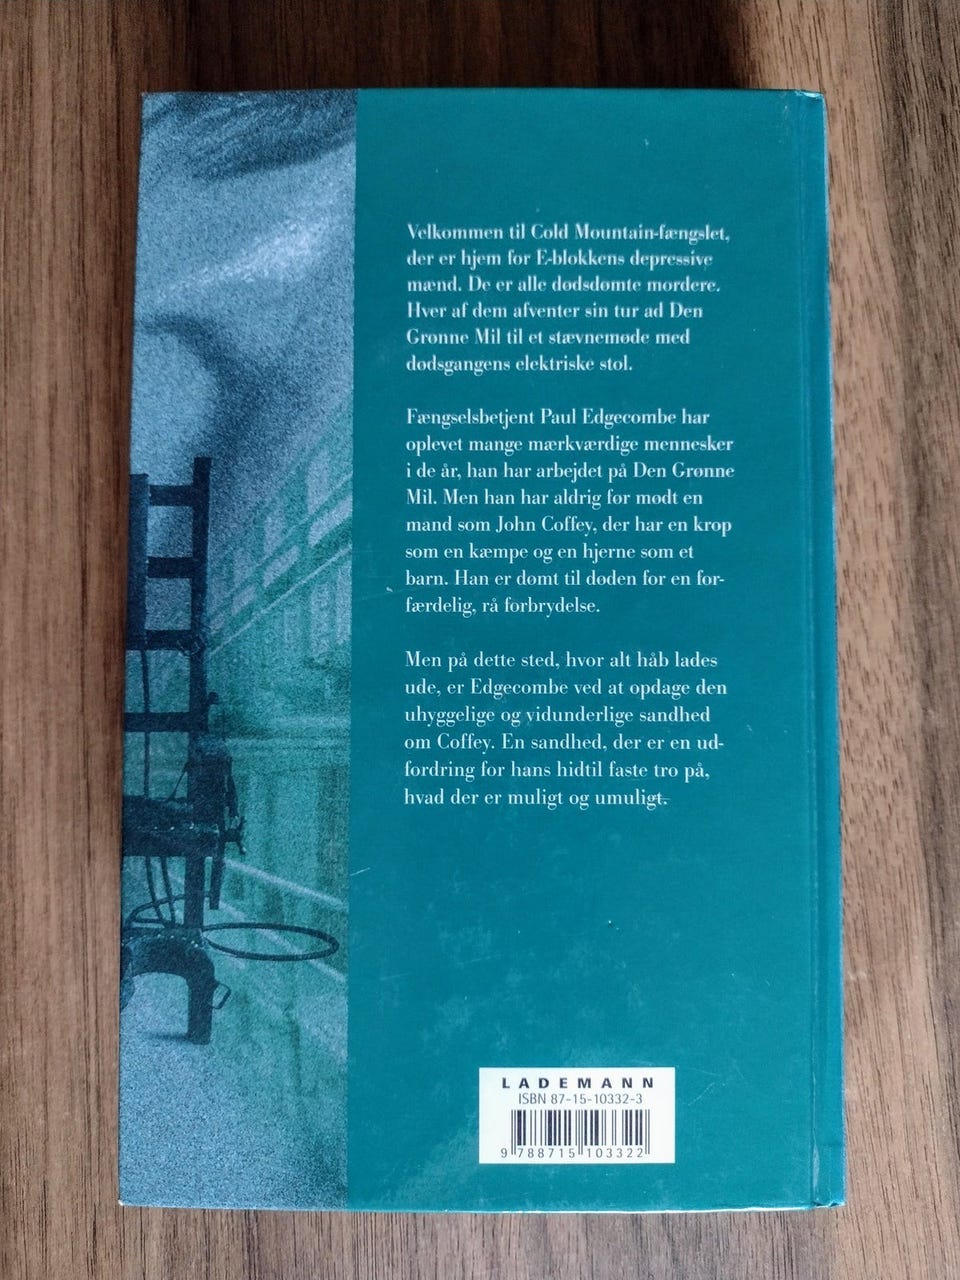 Velkommen til Cold Mountain-fængslet,
der er hjem for E-blokkens depressive
mænd. De er alle dødsdømte mordere.
Hver af dem afventer sin tur ad Den
Grønne Mil til et stævnemøde med
dødsgangens elektriske stol.
Fængselsbetjent Paul Edgecombe har
oplevet mange mærkværdige mennesker
i de år, han har arbejdet på Den Grønne
Mil. Men han har aldrig før mødt en
mand som John Coffey, der har en krop
som en kæmpe og en hjerne som et
barn. Han er dømt til døden for en for-
færdelig, rå forbrydelse.
Men på dette sted, hvor alt håb lades
ude, er Edgecombe ved at opdage den
uhyggelige og vidunderlige sandhed
om Coffey. En sandhed, der er en ud-
fordring for hans hidtil faste tro på,
hvad der er muligt og umuligt.
LADEMANN
ISBN 87-15-10332-3
9 788715 103322